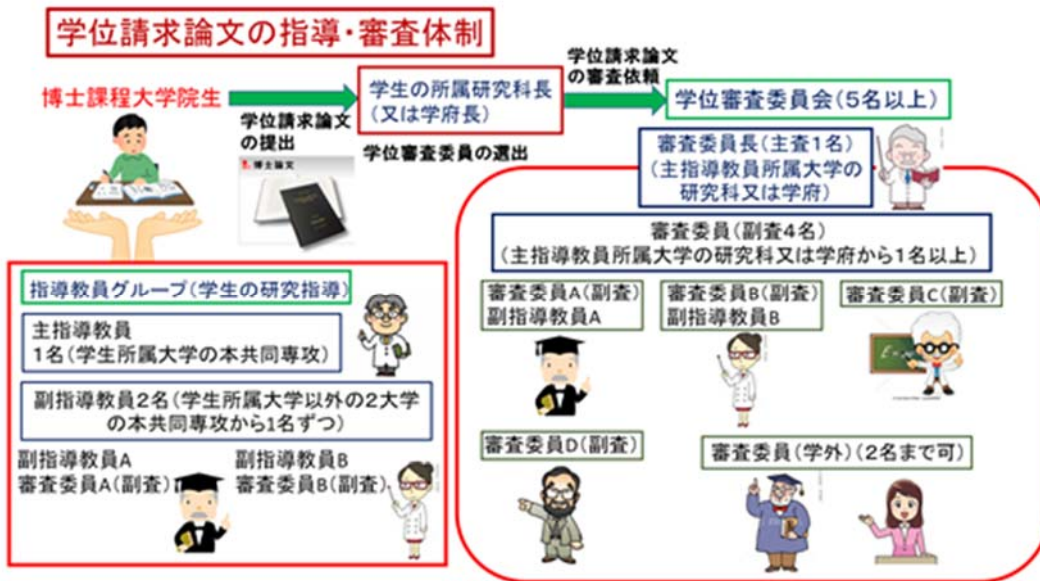 学位請求論文の指導・審査体制
博士課程大学院生
学位請求論文
の提出
博士論文
学生の所属研究科長
(又は学府長)
学位審査委員の選出
学位請求論文
の審査依頼
学位審査委員会(5名以上)
審査委員長(主査1名)
(主指導教員所属大学の
研究科又は学府)
審査委員(副査4名)
(主指導教員所属大学の研究科又は学府から1名以上)
審査委員A(副査)
副指導教員A
審査委員B(副査)
副指導教員B
審査委員C(副査)
審査委員D(副査)
審査委員(学外)(2名まで可)
指導教員グループ(学生の研究指導)
主指導教員
1名(学生所属大学の本共同専攻)
副指導教員2名(学生所属大学以外の2大学
の本共同専攻から1名ずつ)
副指導教員A
審査委員A(副査)
副指導教員B
審査委員B(副査)